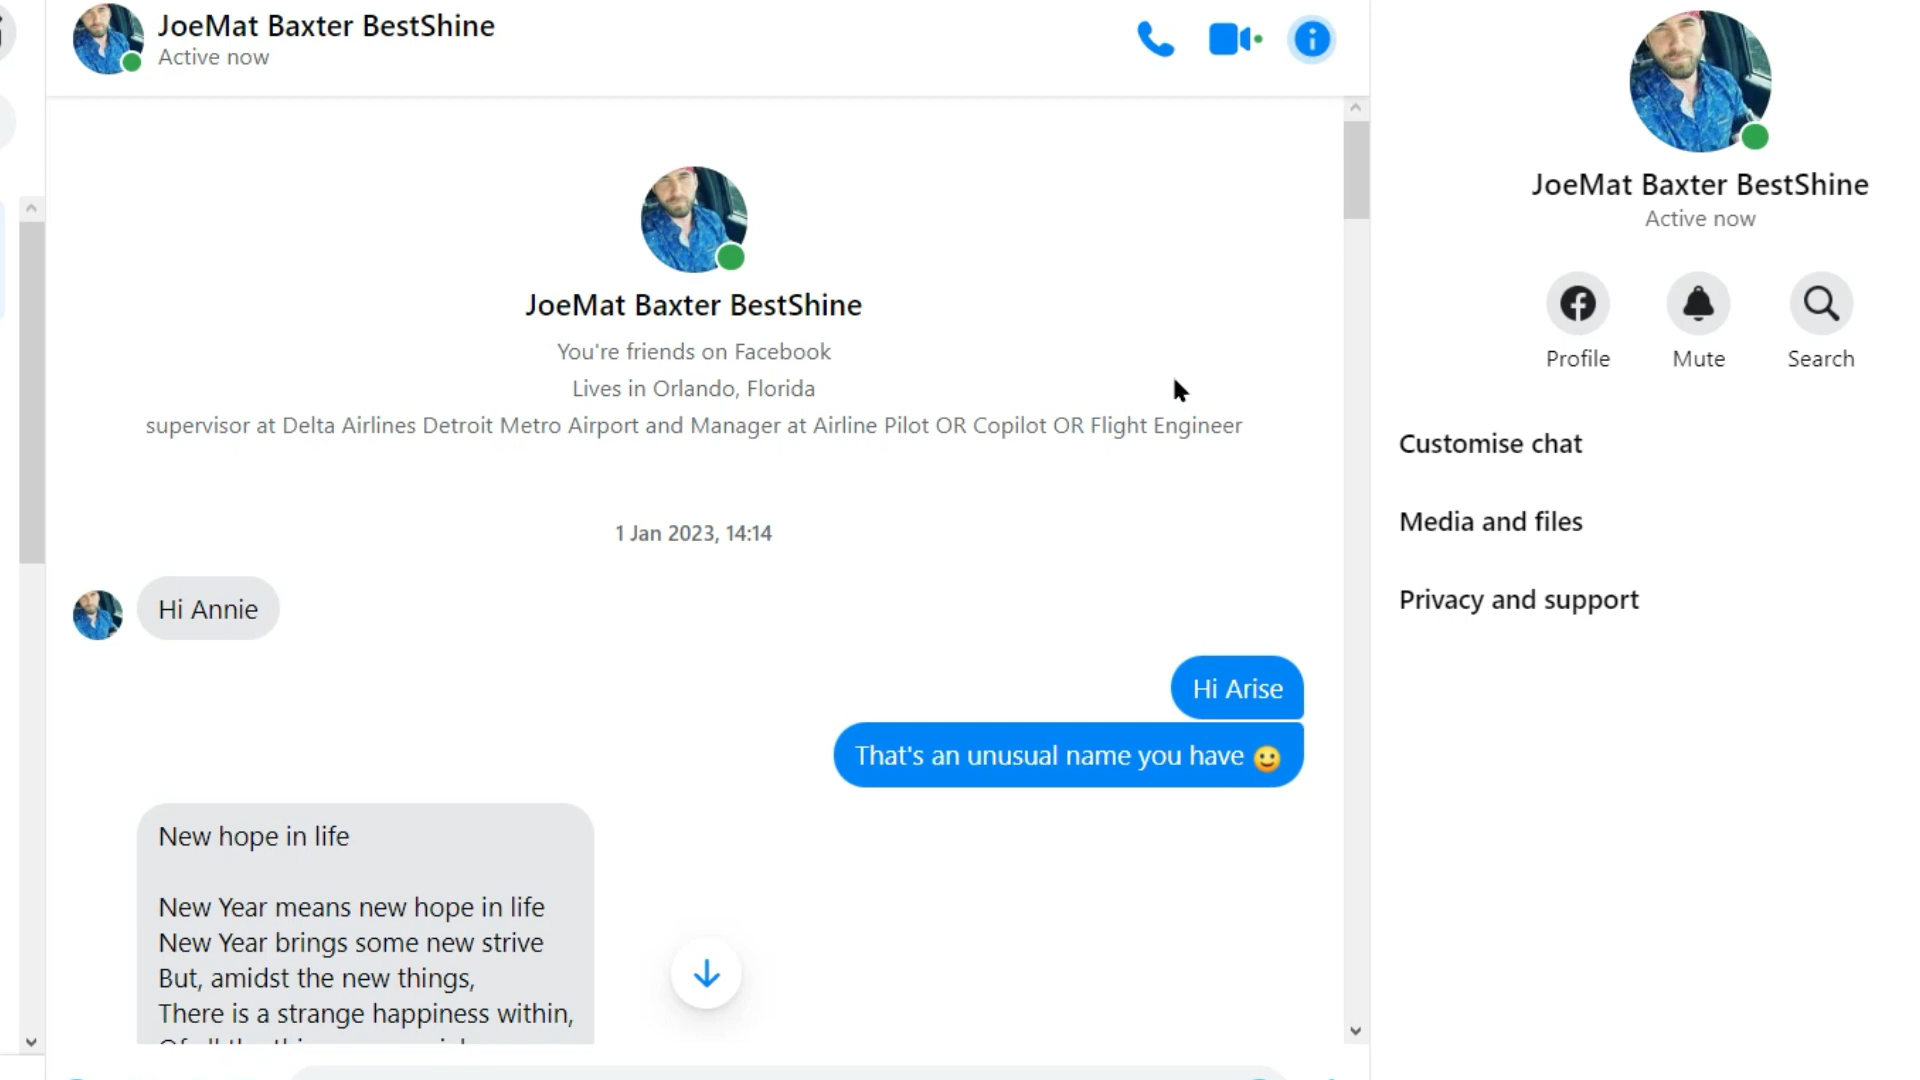 JoeMat Baxter BestShine
Active now
JoeMat Baxter BestShine
You're friends on Facebook
Lives in Orlando, Florida
supervisor at Delta Airlines Detroit Metro Airport and Manager at Airline Pilot OR Copilot OR Flight Engineer
1 Jan 2023, 14:14
Hi Annie
Hi Arise
That's an unusual name you have 🙂
New hope in life
New Year means new hope in life
New Year brings some new strive
But, amidst the new things,
There is a strange happiness within,
JoeMat Baxter BestShine
Active now
Profile
Mute
Search
Customise chat
Media and files
Privacy and support